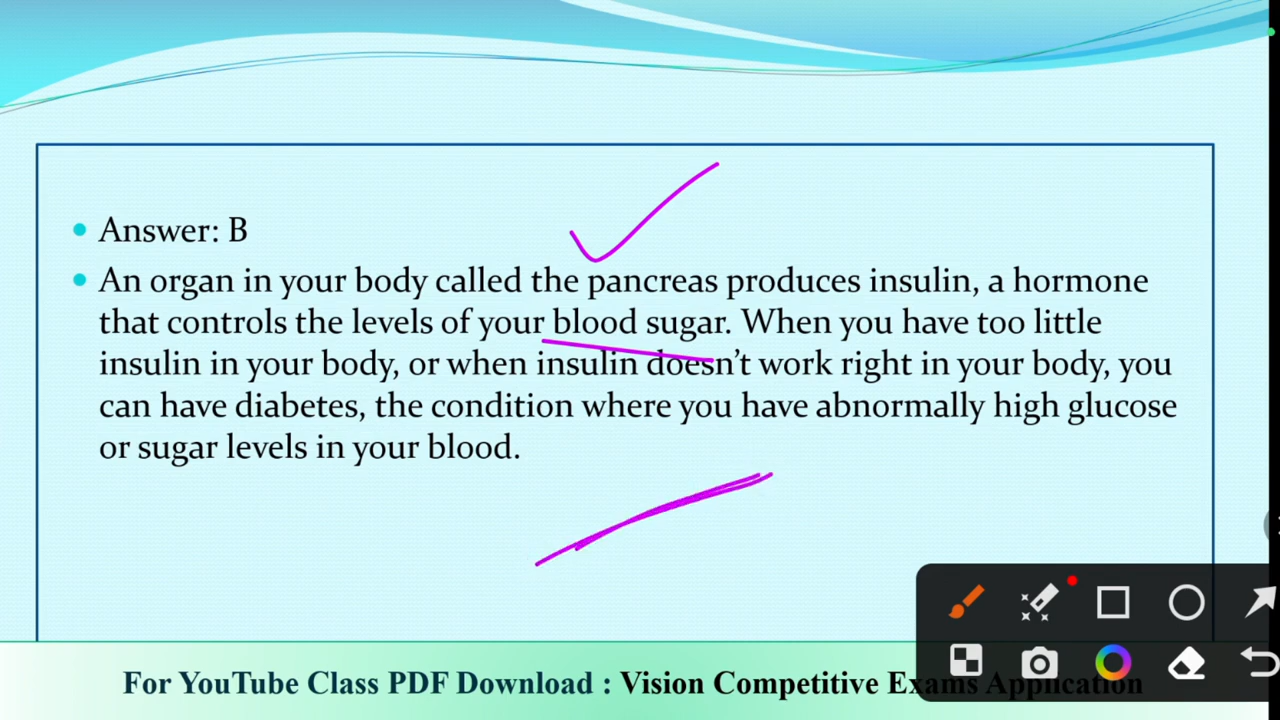 Answer: B
An organ in your body called the pancreas produces insulin, a hormone
that controls the levels of your blood sugar. When you have too little
insulin in your body, or when insulin doesn’t work right in your body, you
can have diabetes, the condition where you have abnormally high glucose
or sugar levels in your blood.
For YouTube Class PDF Download : Vision Competitive Exams Application